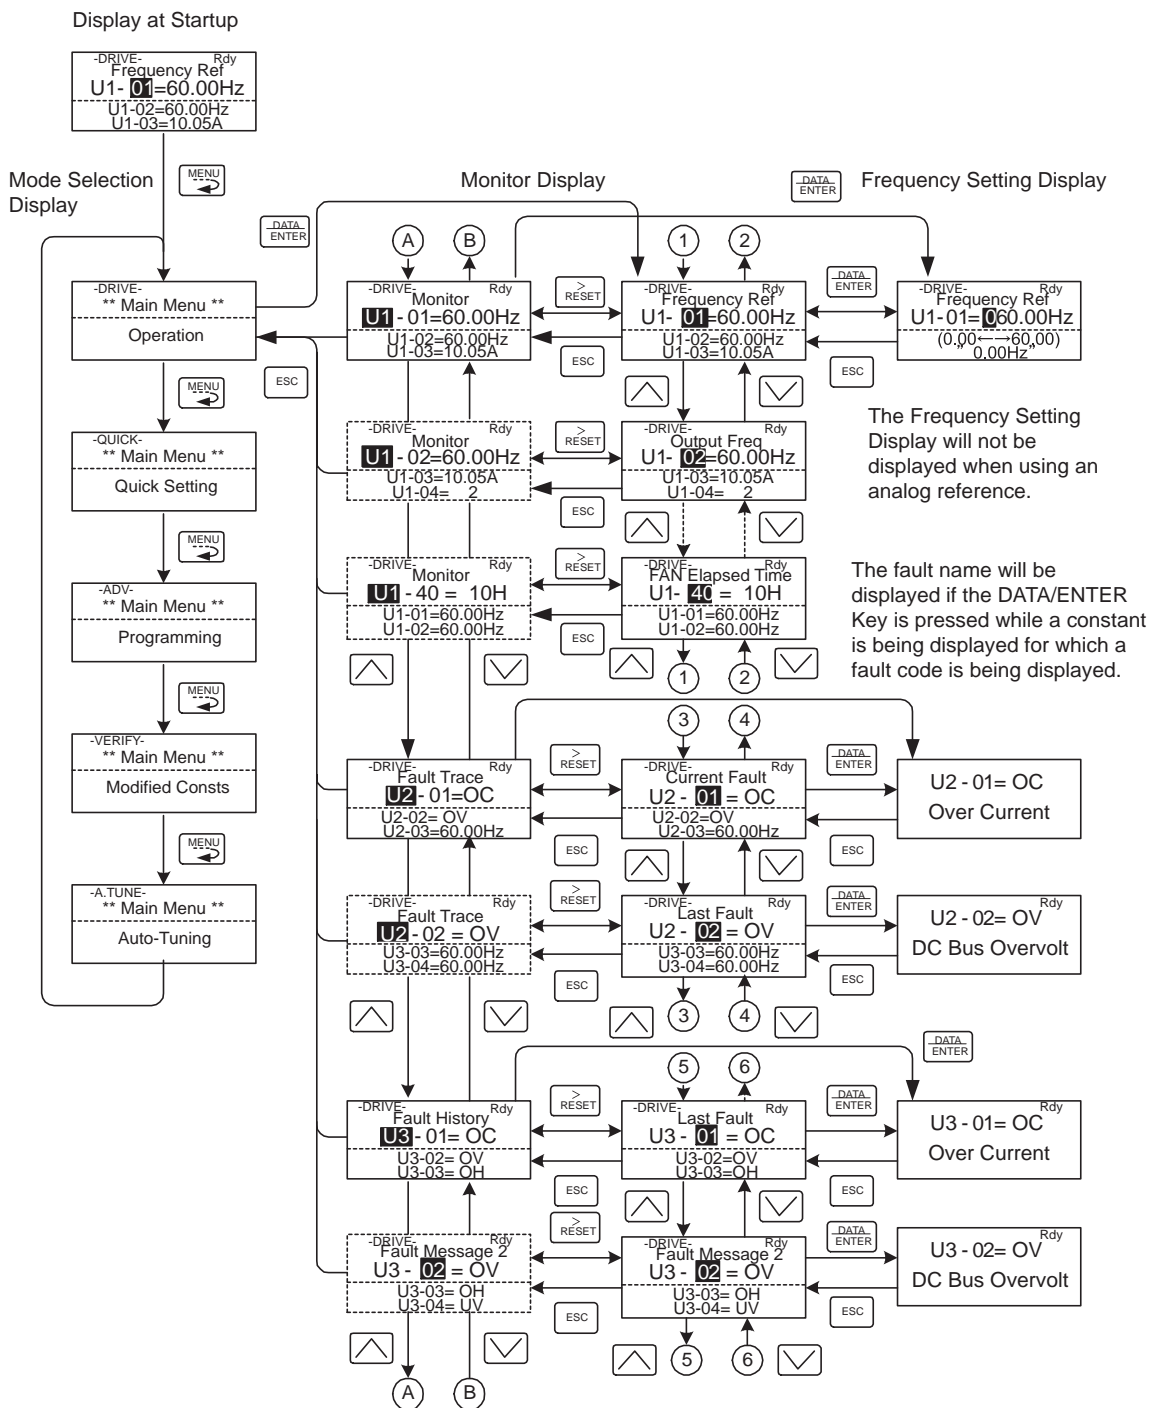 Display at Startup
-DRIVE- Rdy
Frequency Ref
U1- 01=60.00Hz
U1-02=60.00Hz
U1-03=10.05A
MENU
Mode Selection
Display
Monitor Display
DATA
ENTER
Frequency Setting Display
DATA
ENTER
A
B
1
2
-DRIVE-
** Main Menu **
Operation
-DRIVE- Rdy
Monitor
U1 - 01=60.00Hz
U1-02=60.00Hz
U1-03=10.05A
>
RESET
ESC
-DRIVE- Rdy
Frequency Ref
U1- 01=60.00Hz
U1-02=60.00Hz
U1-03=10.05A
DATA
ENTER
ESC
-DRIVE- Rdy
Frequency Ref
U1- 01= 060.00Hz
(0.00←→60.00)
" 0.00Hz"
ESC
MENU
-QUICK-
** Main Menu **
Quick Setting
-DRIVE- Rdy
Monitor
U1 - 02=60.00Hz
U1-03=10.05A
U1-04= 2
>
RESET
ESC
-DRIVE- Rdy
Output Freq
U1- 02=60.00Hz
U1-03=10.05A
U1-04= 2
The Frequency Setting
Display will not be
displayed when using an
analog reference.
MENU
-ADV-
** Main Menu **
Programming
-DRIVE- Rdy
Monitor
U1 - 40 = 10H
U1-01=60.00Hz
U1-02=60.00Hz
>
RESET
ESC
-DRIVE- Rdy
FAN Elapsed Time
U1- 40 = 10H
U1-01=60.00Hz
U1-02=60.00Hz
1
2
The fault name will be
displayed if the DATA/ENTER
Key is pressed while a constant
is being displayed for which a
fault code is being displayed.
MENU
-VERIFY-
** Main Menu **
Modified Consts
3
4
-DRIVE- Rdy
Fault Trace
U2 - 01=OC
U2-02= OV
U2-03=60.00Hz
>
RESET
ESC
-DRIVE- Rdy
Current Fault
U2 - 01 = OC
U2-02=OV
U2-03=60.00Hz
DATA
ENTER
ESC
U2 - 01= OC
Over Current
MENU
-A.TUNE-
** Main Menu **
Auto-Tuning
-DRIVE- Rdy
Fault Trace
U2 - 02 = OV
U3-03=60.00Hz
U3-04=60.00Hz
>
RESET
ESC
-DRIVE- Rdy
Last Fault
U2 - 02 = OV
U3-03=60.00Hz
U3-04=60.00Hz
3
4
DATA
ENTER
ESC
Rdy
U2 - 02= OV
DC Bus Overvolt
DATA
ENTER
5
6
-DRIVE- Rdy
Fault History
U3 - 01= OC
U3-02= OV
U3-03= OH
>
RESET
ESC
-DRIVE- Rdy
Last Fault
U3 - 01 = OC
U3-02=OV
U3-03=OH
DATA
ENTER
ESC
Rdy
U3 - 01= OC
Over Current
-DRIVE- Rdy
Fault Message 2
U3 - 02 = OV
U3-03= OH
U3-04= UV
>
RESET
ESC
-DRIVE- Rdy
Fault Message 2
U3 - 02 = OV
U3-03= OH
U3-04= UV
DATA
ENTER
ESC
Rdy
U3 - 02= OV
DC Bus Overvolt
5
6
A
B